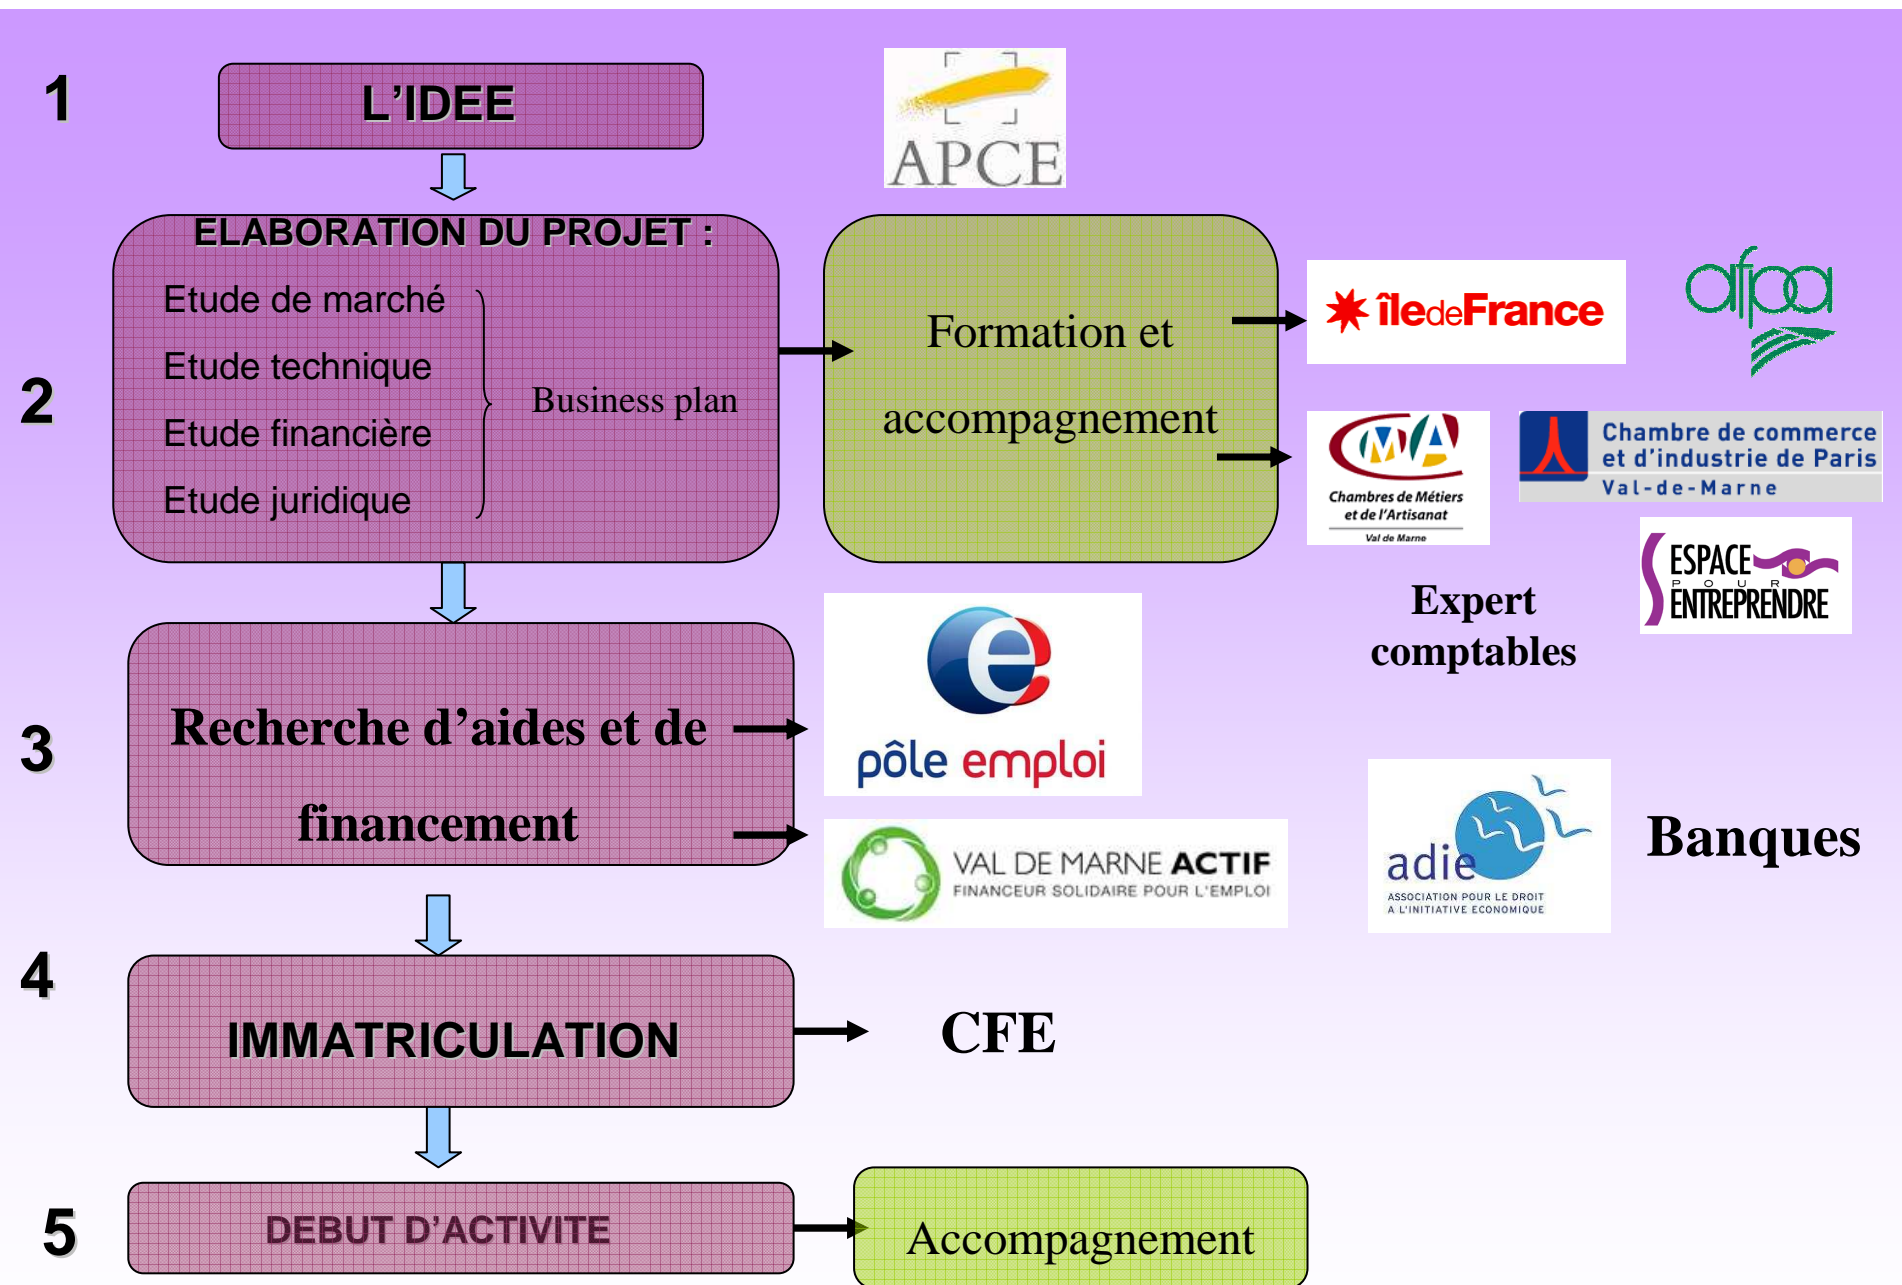 1
L'IDEE
APCE
2
ELABORATION DU PROJET :
Etude de marché
Etude technique
Etude financière
Etude juridique
Business plan
Formation et
accompagnement
îledeFrance
afpa
CMA
Chambres de Métiers
et de l'Artisanat
Val de Marne
Chambre de commerce
et d'industrie de Paris
Val-de-Marne
ESPACE
POUR
ENTREPRENDRE
Expert
comptables
3
Recherche d'aides et de
financement
e
pôle emploi
VAL DE MARNE ACTIF
FINANCEUR SOLIDAIRE POUR L'EMPLOI
adie
ASSOCIATION POUR LE DROIT
A L'INITIATIVE ECONOMIQUE
Banques
4
IMMATRICULATION
CFE
5
DEBUT D'ACTIVITE
Accompagnement